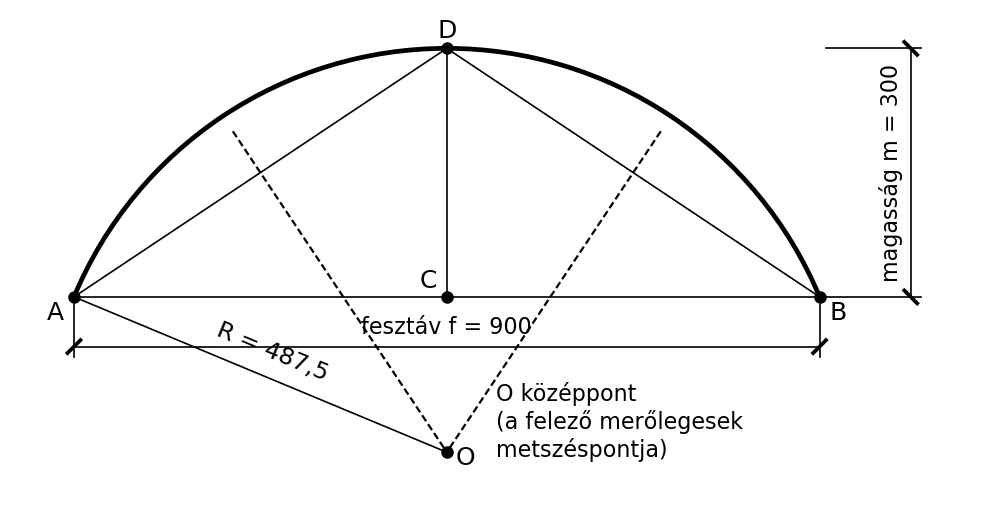 D
magasság m = 300
C
A
B
fesztáv f = 900
R = 487,5
O középpont
(a felező merőlegesek
metszéspontja)
O